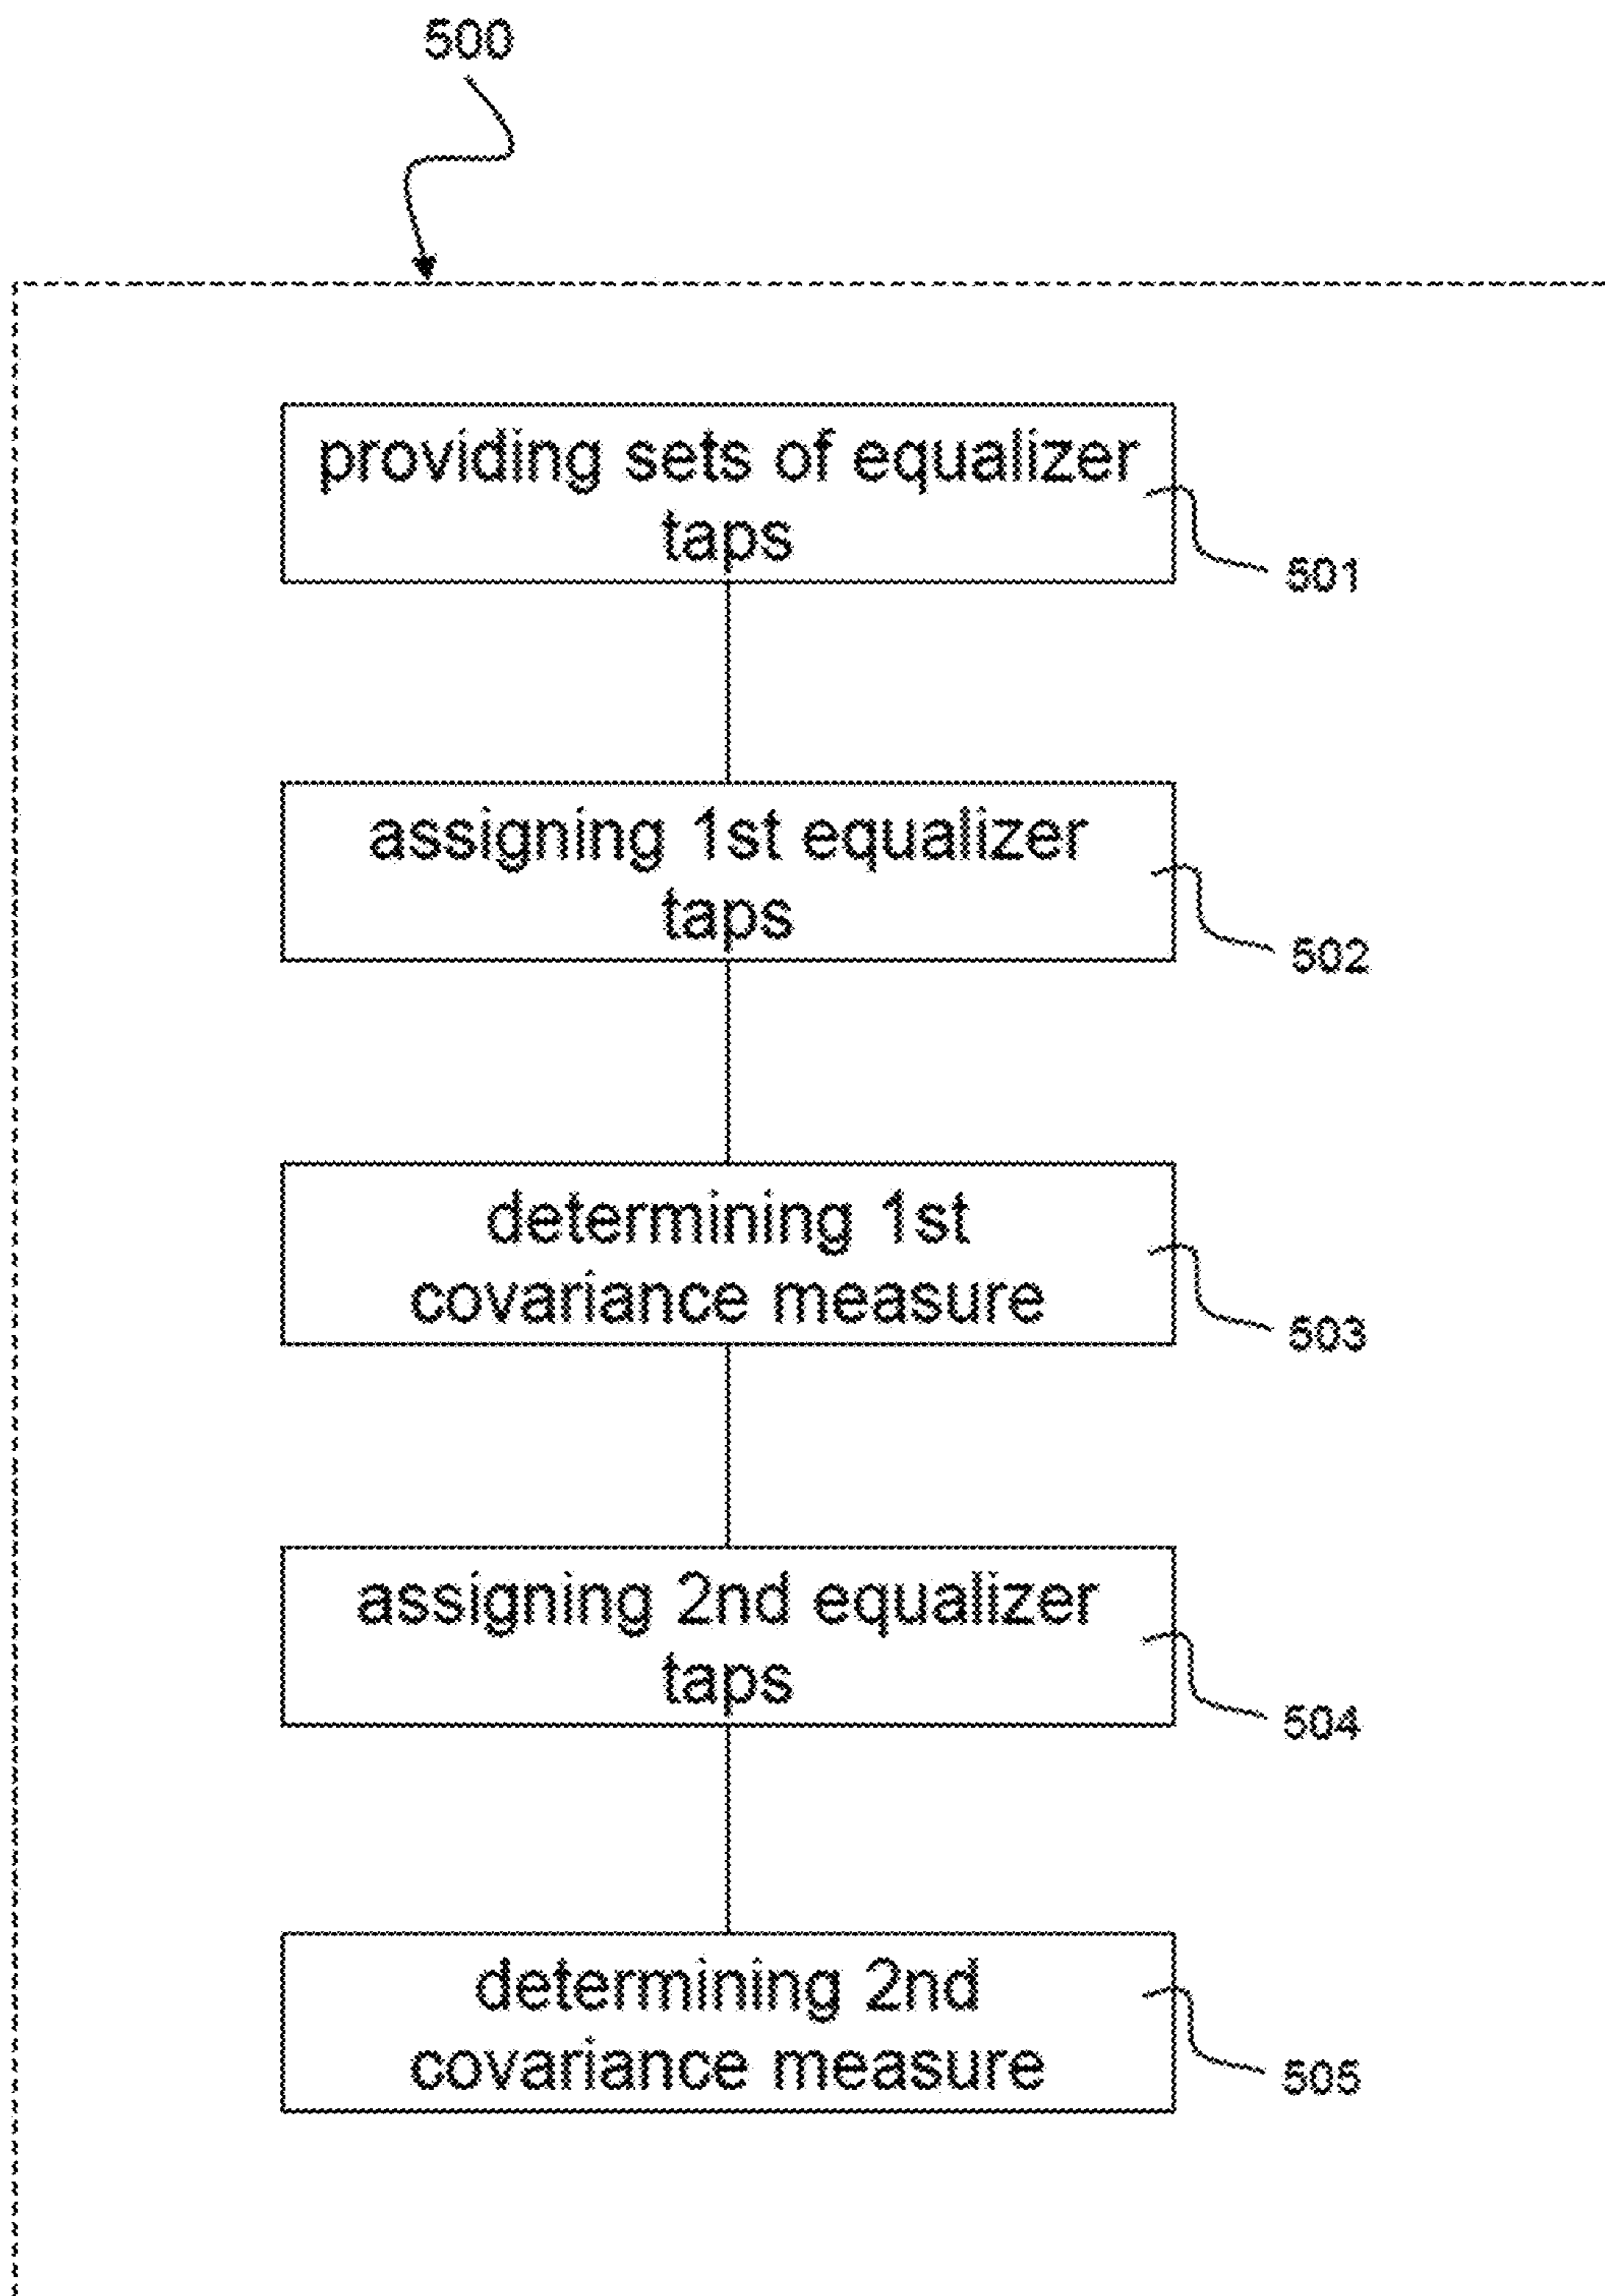 500
providing sets of equalizer
taps
501
assigning 1st equalizer
taps
502
determining 1st
covariance measure
503
assigning 2nd equalizer
taps
504
determining 2nd
covariance measure
505